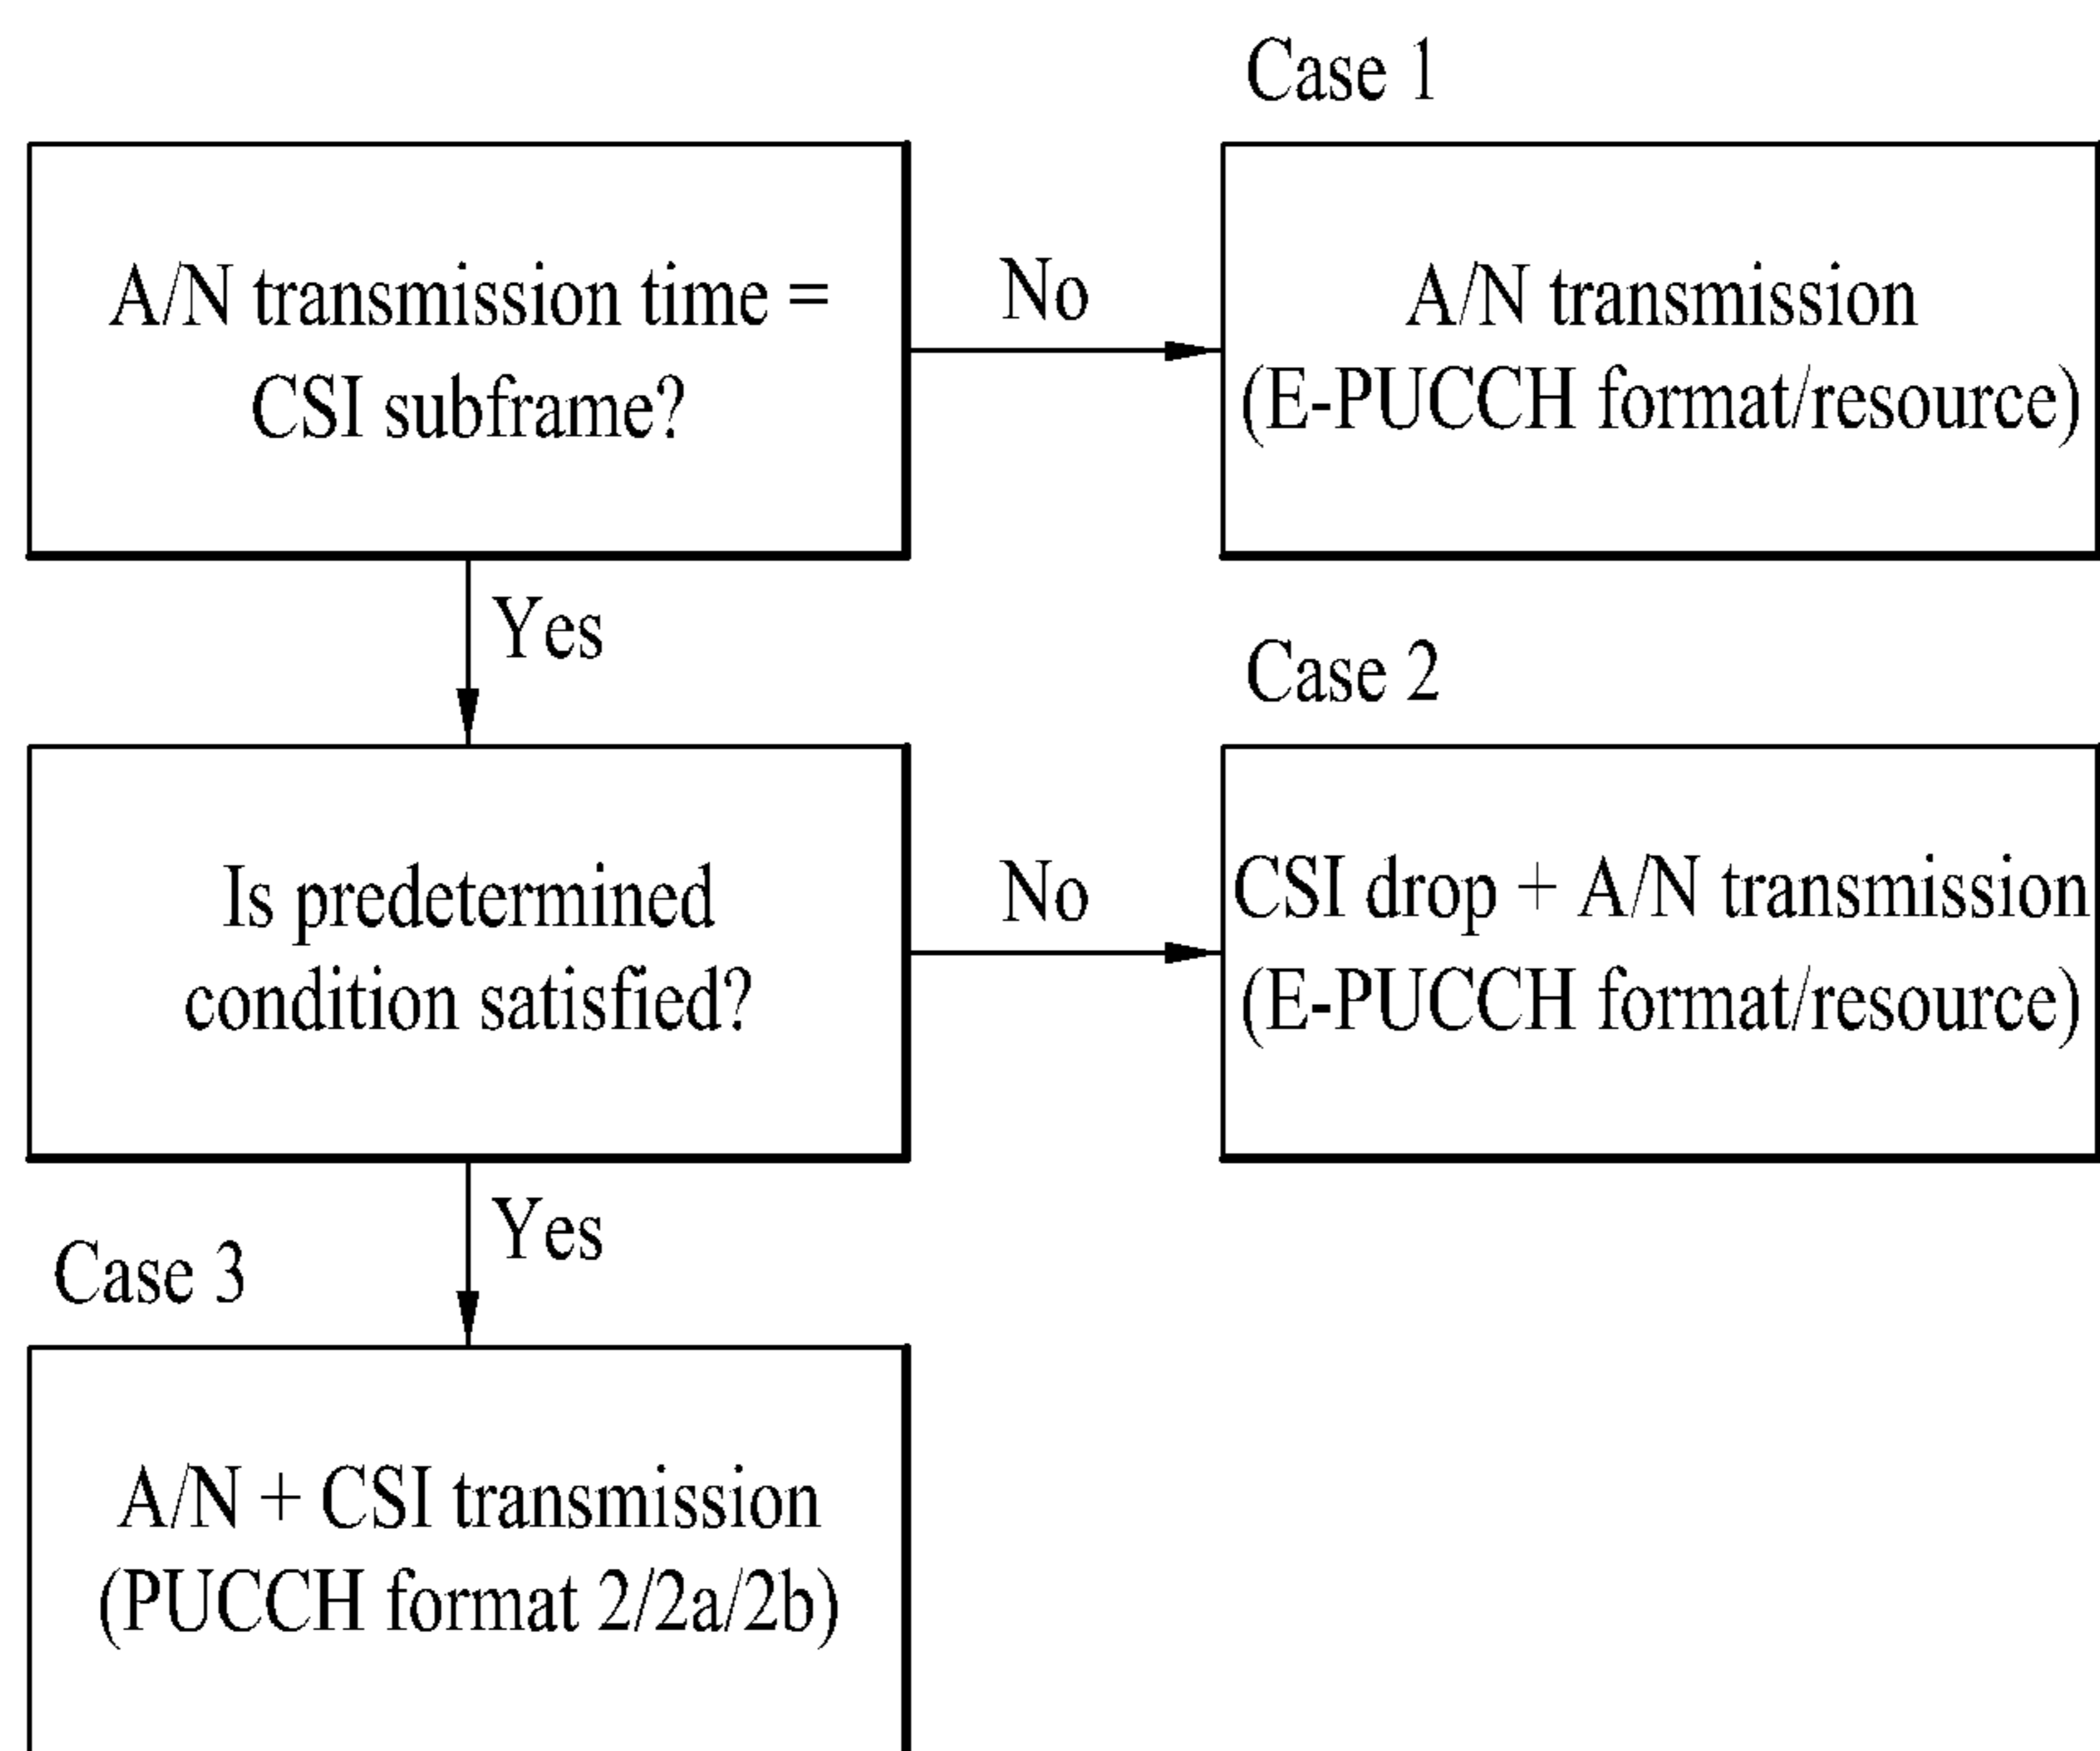 Case 1
A/N transmission time =
CSI subframe?
No
A/N transmission
(E-PUCCH format/resource)
Yes
Case 2
Is predetermined
condition satisfied?
No
CSI drop + A/N transmission
(E-PUCCH format/resource)
Yes
Case 3
A/N + CSI transmission
(PUCCH format 2/2a/2b)